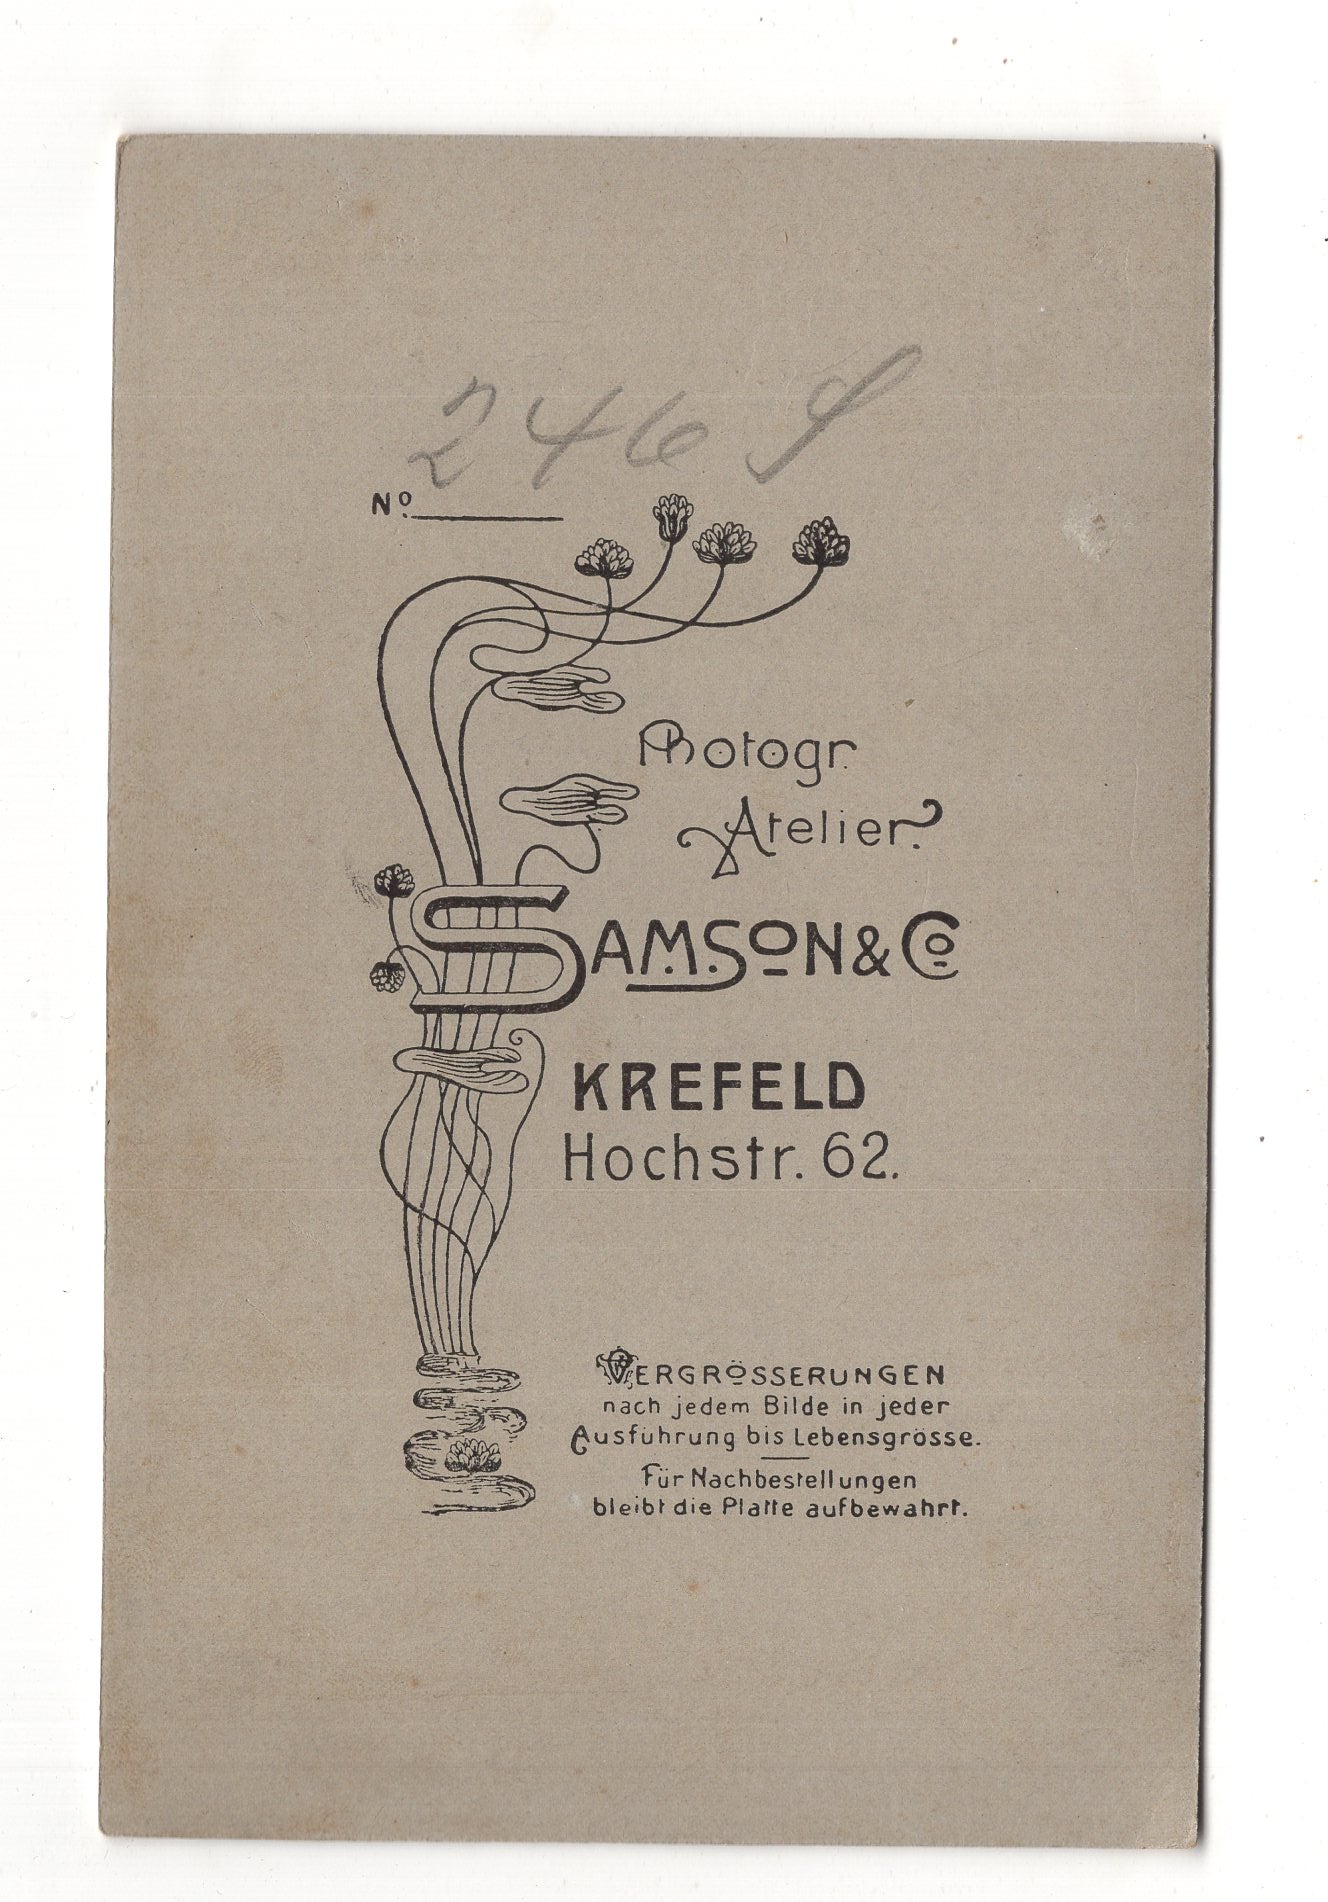 246 S
No.
Photogr.
Atelier.
SAMSON & Co
KREFELD
Hochstr. 62.
VERGRÖSSERUNGEN
nach jedem Bilde in jeder
Ausführung bis Lebensgrösse.
Für Nachbestellungen
bleibt die Platte aufbewahrt.